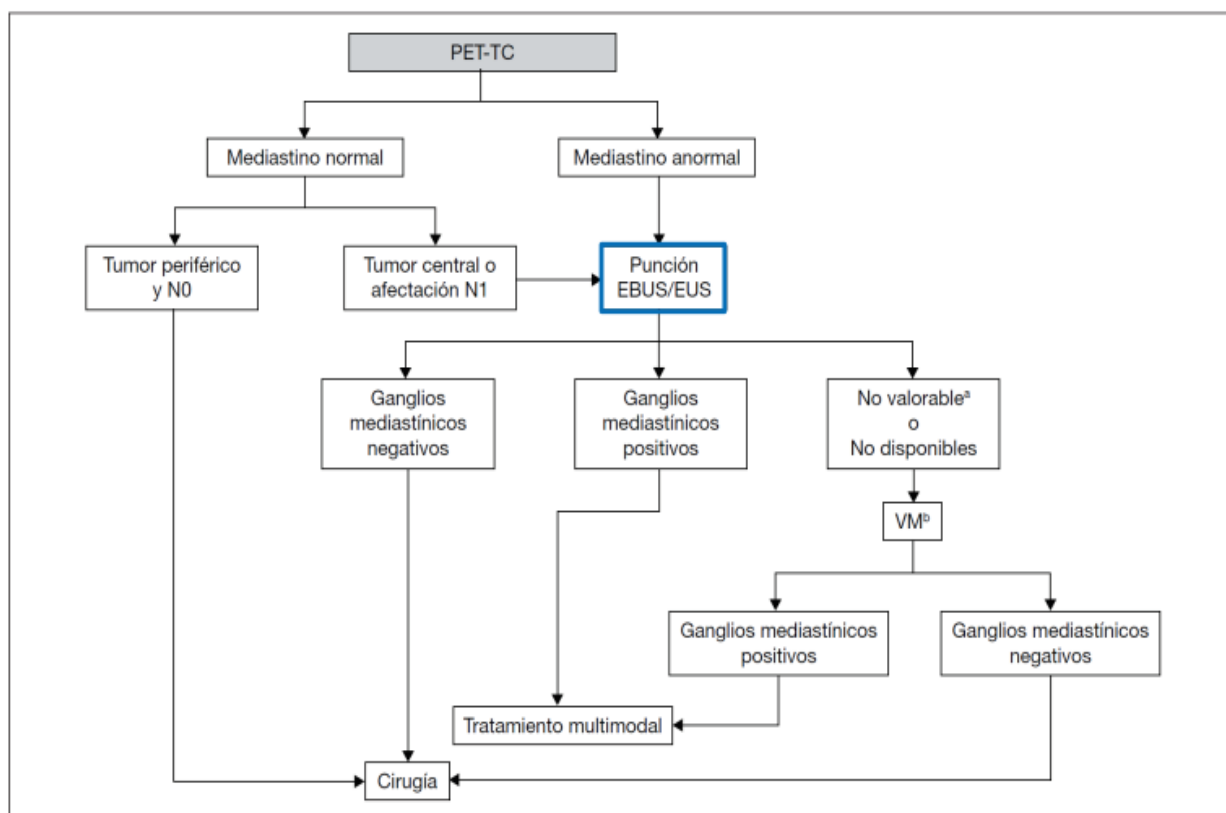 PET-TC
Mediastino normal
Mediastino anormal
Tumor periférico
y N0
Tumor central o
afectación N1
Punción
EBUS/EUS
Ganglios
mediastínicos
negativos
Ganglios
mediastínicos
positivos
No valorableª
o
No disponibles
VMᵇ
Ganglios mediastínicos
positivos
Ganglios mediastínicos
negativos
Tratamiento multimodal
Cirugía